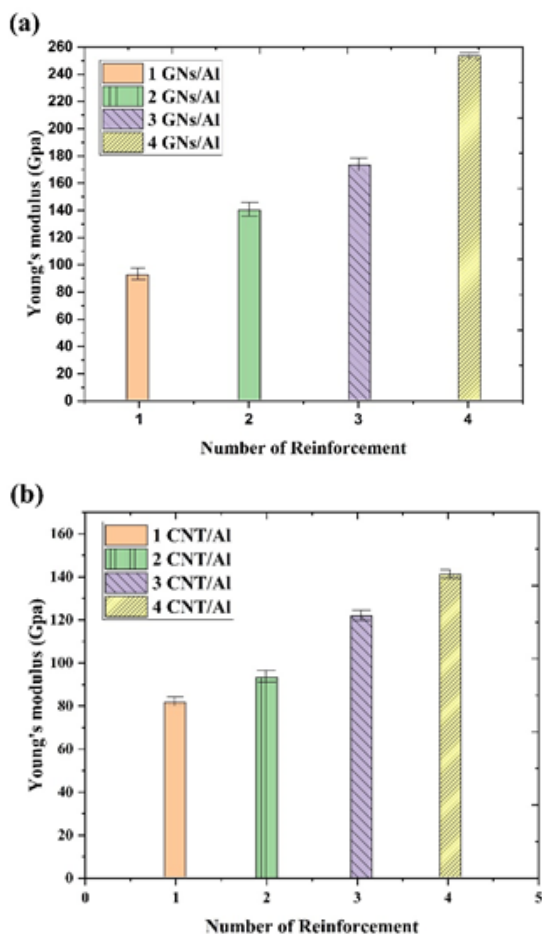 (a)
260
240
220
200
180
160
140
120
100
80
60
40
20
0
Young's modulus (Gpa)
1 GNs/Al
2 GNs/Al
3 GNs/Al
4 GNs/Al
1 2 3 4
Number of Reinforcement
(b)
160
140
120
100
80
60
40
20
0
Young's modulus (Gpa)
1 CNT/Al
2 CNT/Al
3 CNT/Al
4 CNT/Al
0 1 2 3 4 5
Number of Reinforcement